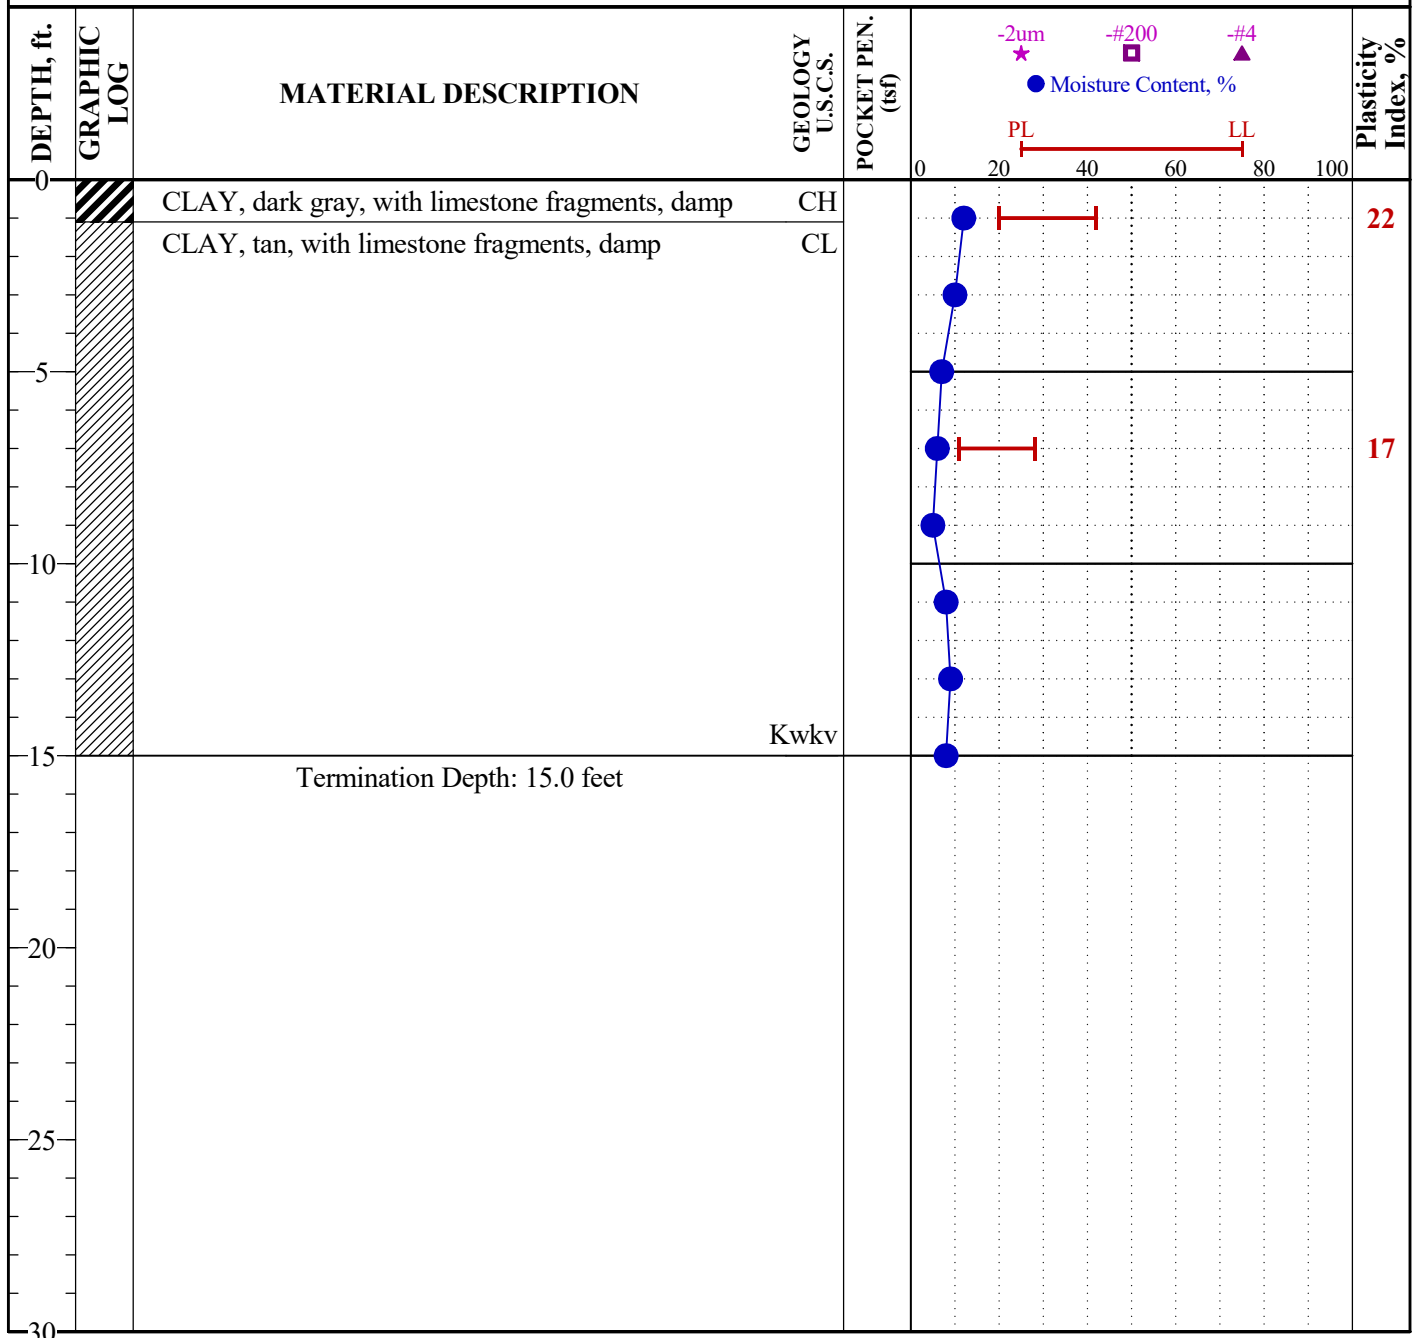 DEPTH, ft.
GRAPHIC
LOG
MATERIAL DESCRIPTION
GEOLOGY
U.S.C.S.
POCKET PEN.
(tsf)
-2um -#200 -#4
Moisture Content, %
PL LL
0 20 40 60 80 100
Plasticity
Index, %
0
CLAY, dark gray, with limestone fragments, damp CH
22
CLAY, tan, with limestone fragments, damp CL
5
17
10
Kwkv
15
Termination Depth: 15.0 feet
20
25
30